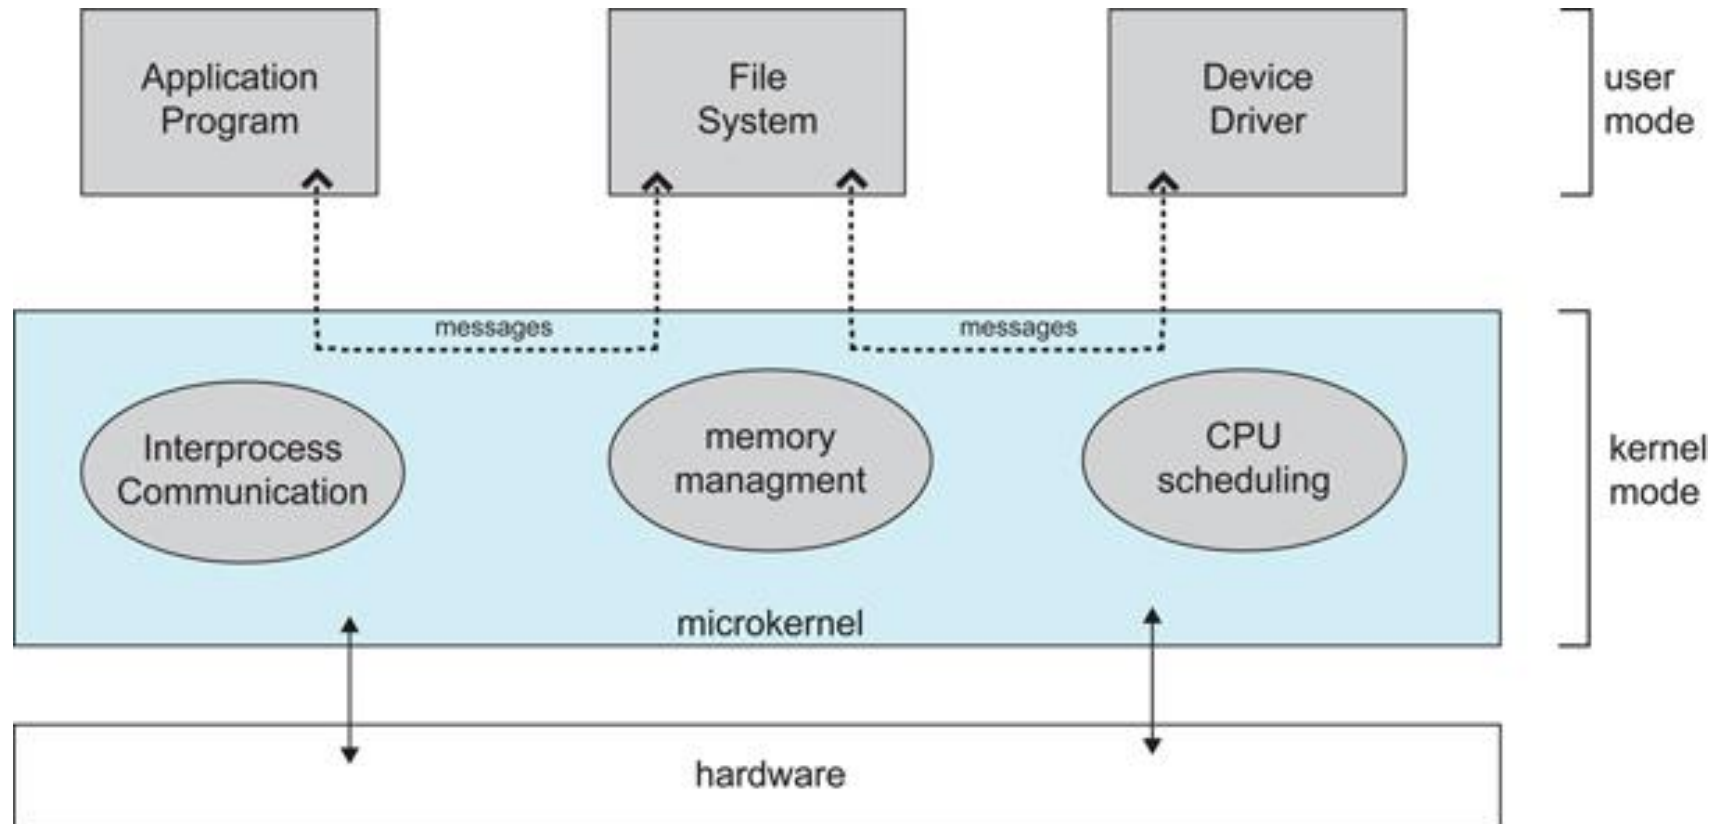 Application
Program
File
System
Device
Driver
user
mode
messages
messages
Interprocess
Communication
memory
managment
CPU
scheduling
kernel
mode
microkernel
hardware